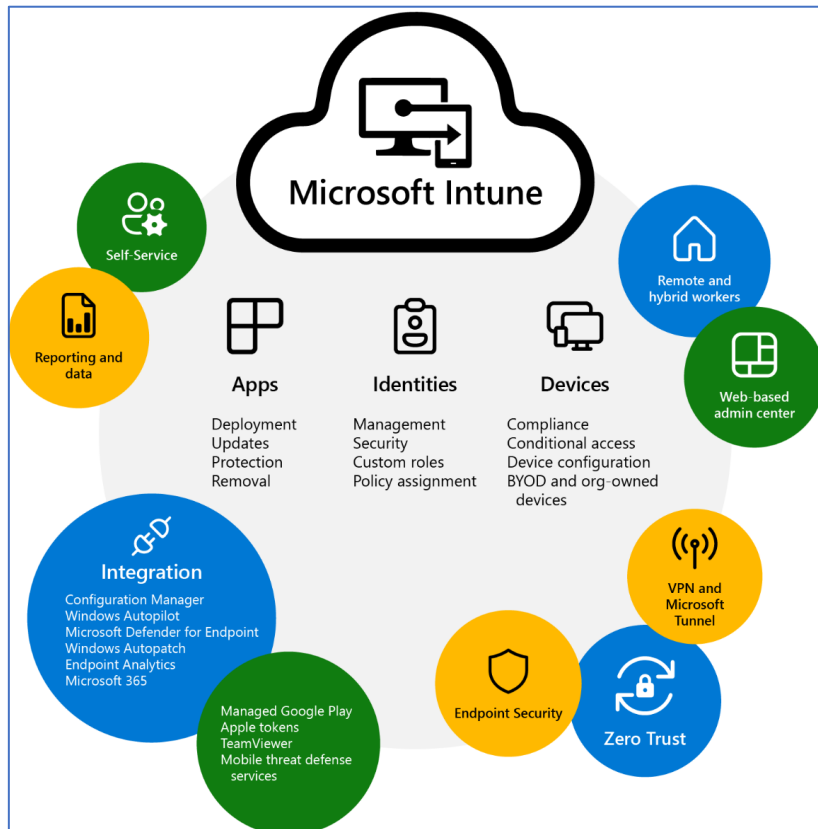 Microsoft Intune
Self-Service
Reporting and
data
Remote and
hybrid workers
Web-based
admin center
Apps
Deployment
Updates
Protection
Removal
Identities
Management
Security
Custom roles
Policy assignment
Devices
Compliance
Conditional access
Device configuration
BYOD and org-owned
devices
Integration
Configuration Manager
Windows Autopilot
Microsoft Defender for Endpoint
Windows Autopatch
Endpoint Analytics
Microsoft 365
Managed Google Play
Apple tokens
TeamViewer
Mobile threat defense
services
VPN and
Microsoft
Tunnel
Endpoint Security
Zero Trust